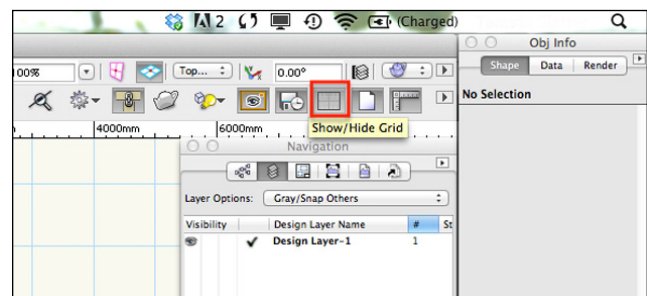 2 (Charged)
Obj Info
100% Top... 0.00°
Shape Data Render
No Selection
4000mm 6000mm
Show/Hide Grid
Navigation
Layer Options: Gray/Snap Others
Visibility Design Layer Name # St
Design Layer-1 1